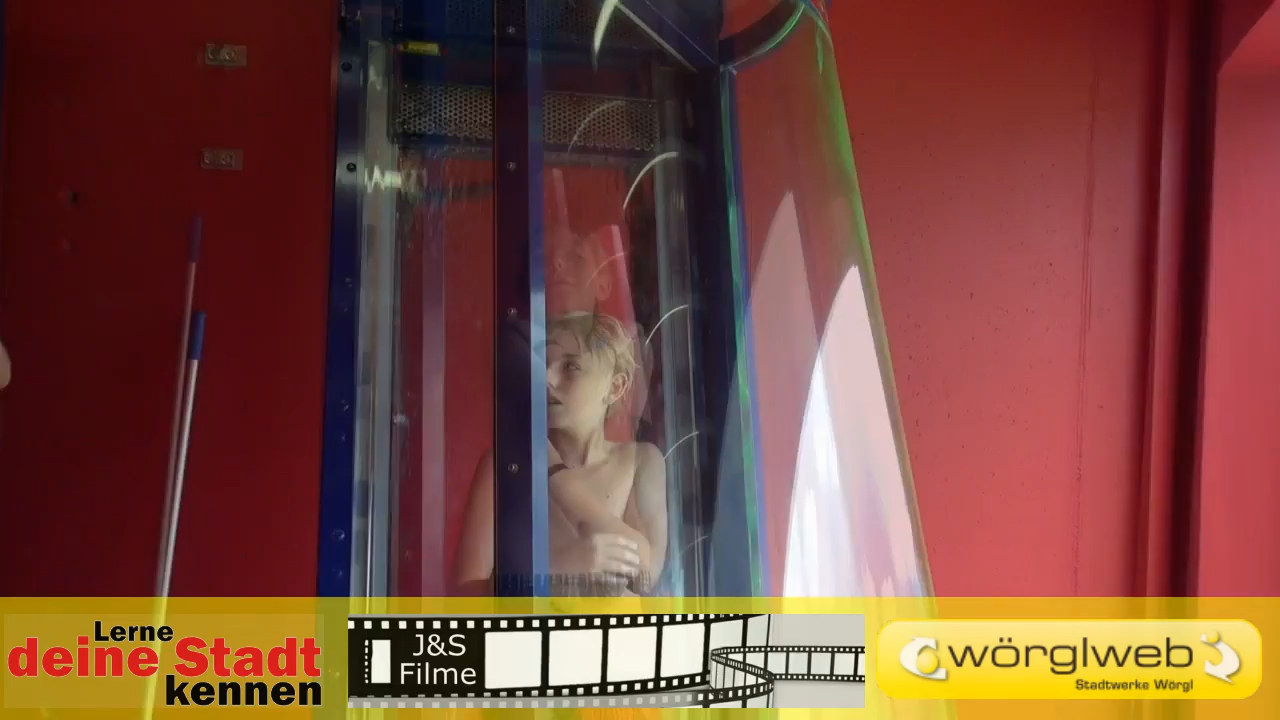 Lerne
deine Stadt
kennen
J&S
Filme
wörglweb
Stadtwerke Wörgl